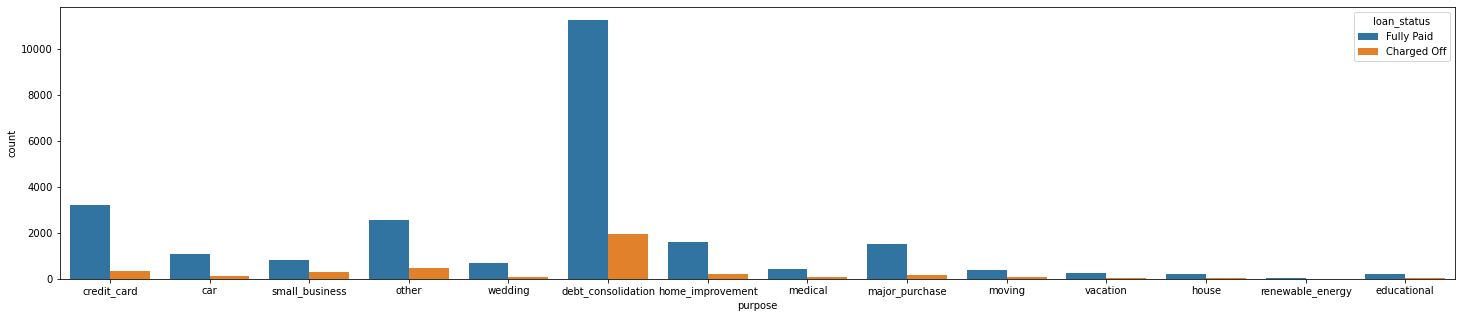 loan_status
Fully Paid
Charged Off
10000
8000
6000
4000
2000
0
count
credit_card car small_business other wedding debt_consolidation home_improvement medical major_purchase moving vacation house renewable_energy educational
purpose